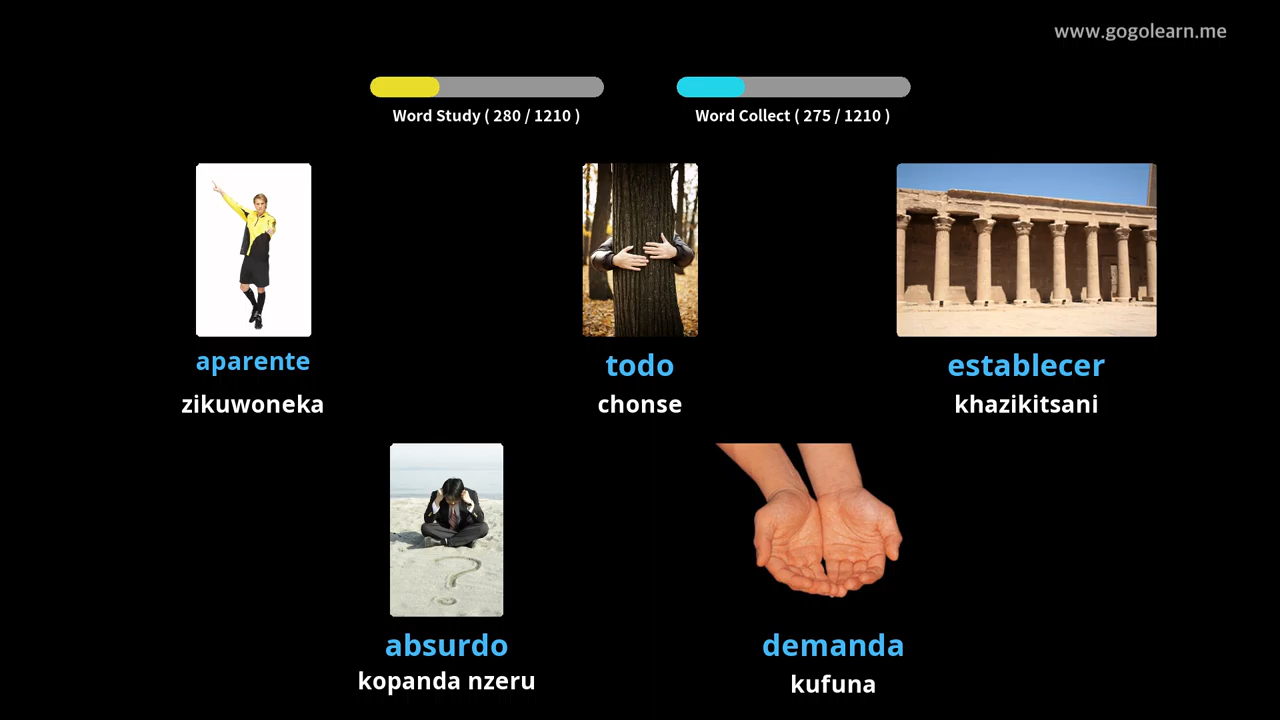 www.gogolearn.me
Word Study ( 280 / 1210 )
Word Collect ( 275 / 1210 )
aparente
zikuwoneka
todo
chonse
establecer
khazikitsani
absurdo
kopanda nzeru
demanda
kufuna